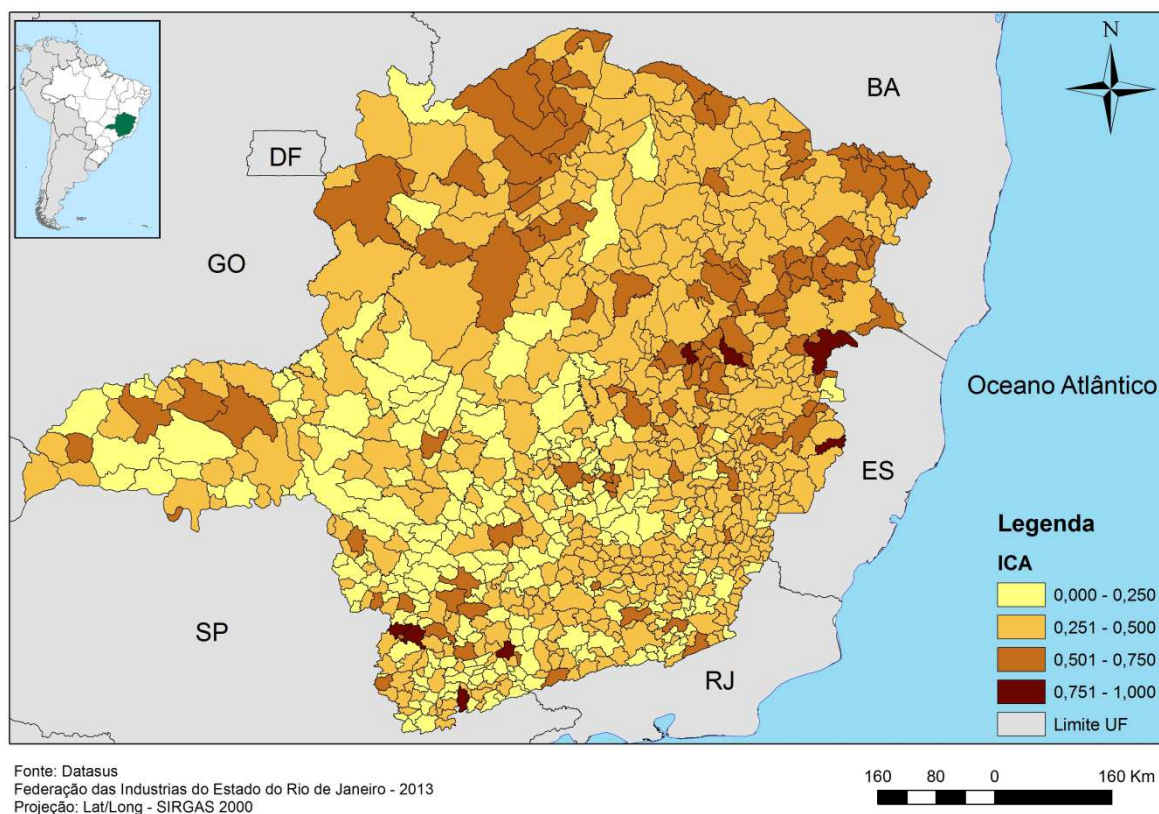 N
BA
DF
GO
Oceano Atlântico
ES
SP
RJ
Legenda
ICA
0,000 - 0,250
0,251 - 0,500
0,501 - 0,750
0,751 - 1,000
Limite UF
Fonte: Datasus
Federação das Industrias do Estado do Rio de Janeiro - 2013
Projeção: Lat/Long - SIRGAS 2000
160 80 0 160 Km